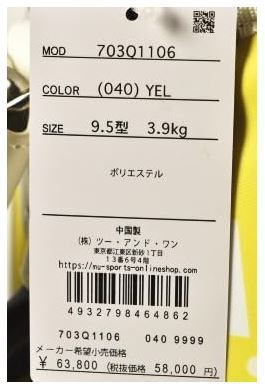 MOD 703Q1106
COLOR (040) YEL
SIZE 9.5型 3.9kg
ポリエステル
中国製
(株) ツー・アンド・ワン
東京都江東区新砂1丁目
13番6号4階
https://mu-sports-onlineshop.com
4932798464862
703Q1106 040 9999
メーカー希望小売価格
¥ 63,800 (税抜価格 58,000 円)